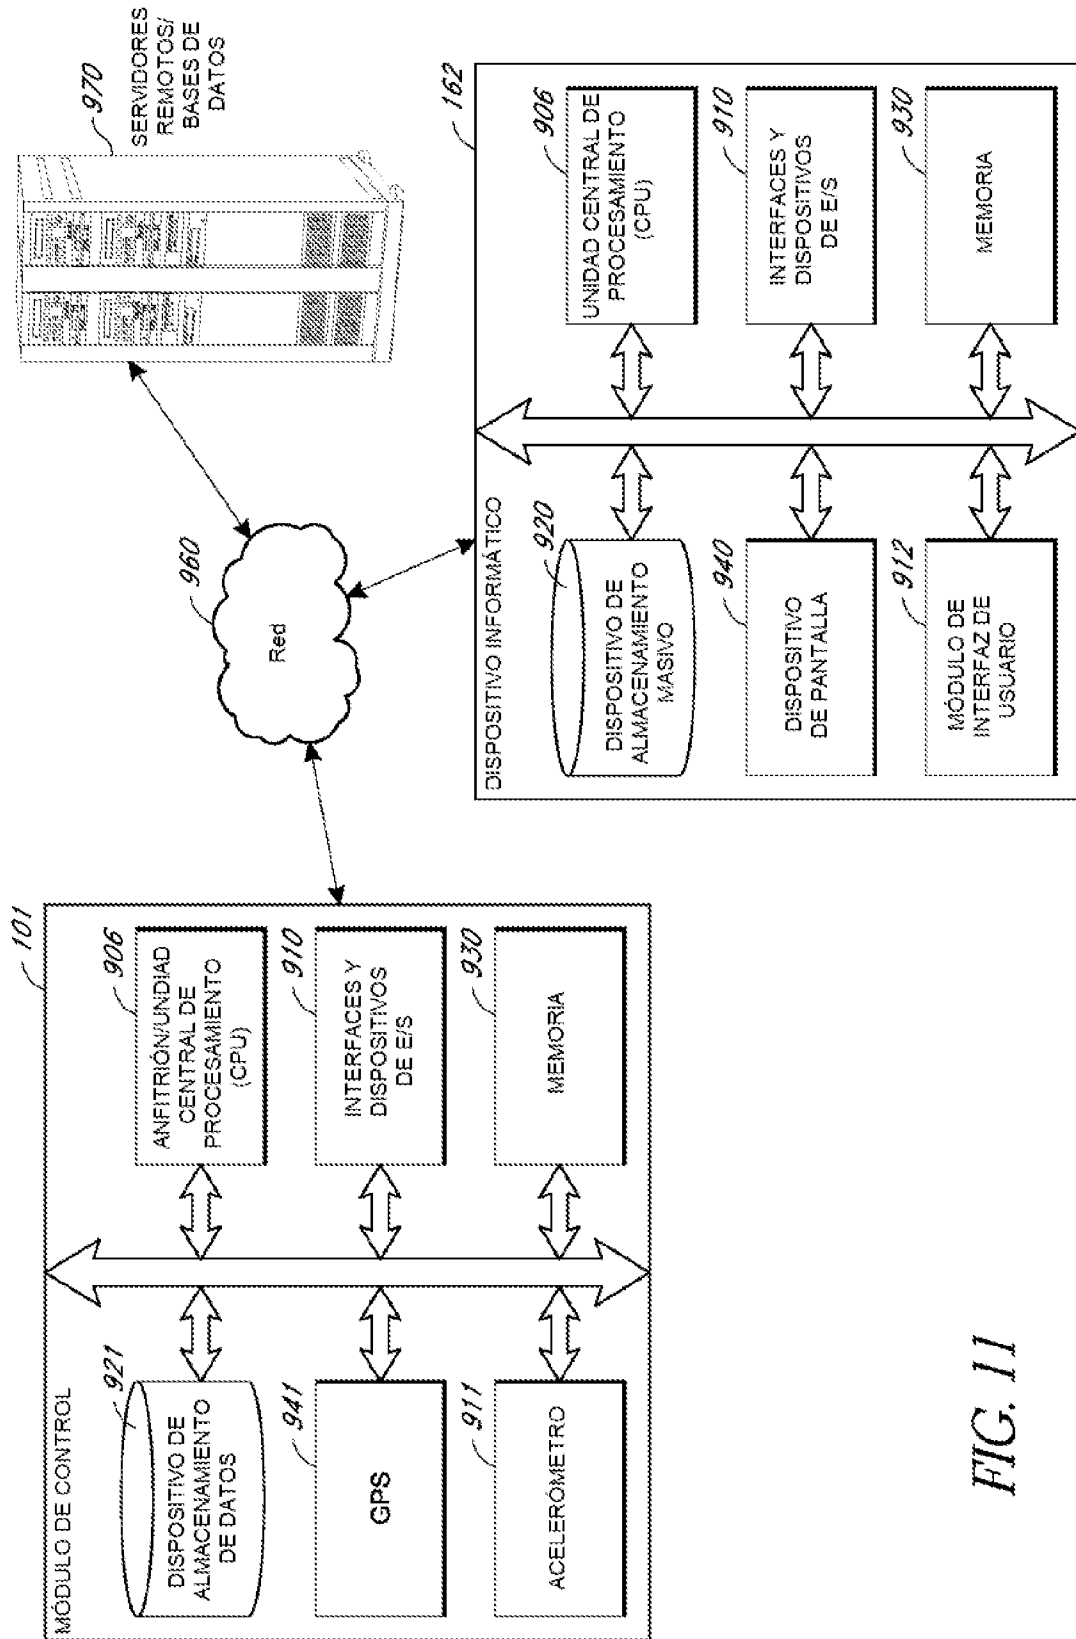 970
SERVIDORES
REMOTOS/
BASES DE
DATOS
960
Red
101
MÓDULO DE CONTROL
921
DISPOSITIVO DE
ALMACENAMIENTO
DE DATOS
906
ANFITRIÓN/UNDIAD
CENTRAL DE
PROCESAMIENTO
(CPU)
941
GPS
910
INTERFACES Y
DISPOSITIVOS
DE E/S
911
ACELERÓMETRO
930
MEMORIA
162
DISPOSITIVO INFORMÁTICO
920
DISPOSITIVO DE
ALMACENAMIENTO
MASIVO
906
UNIDAD CENTRAL DE
PROCESAMIENTO
(CPU)
940
DISPOSITIVO
DE PANTALLA
910
INTERFACES Y
DISPOSITIVOS
DE E/S
912
MÓDULO DE
INTERFAZ DE
USUARIO
930
MEMORIA
FIG. 11